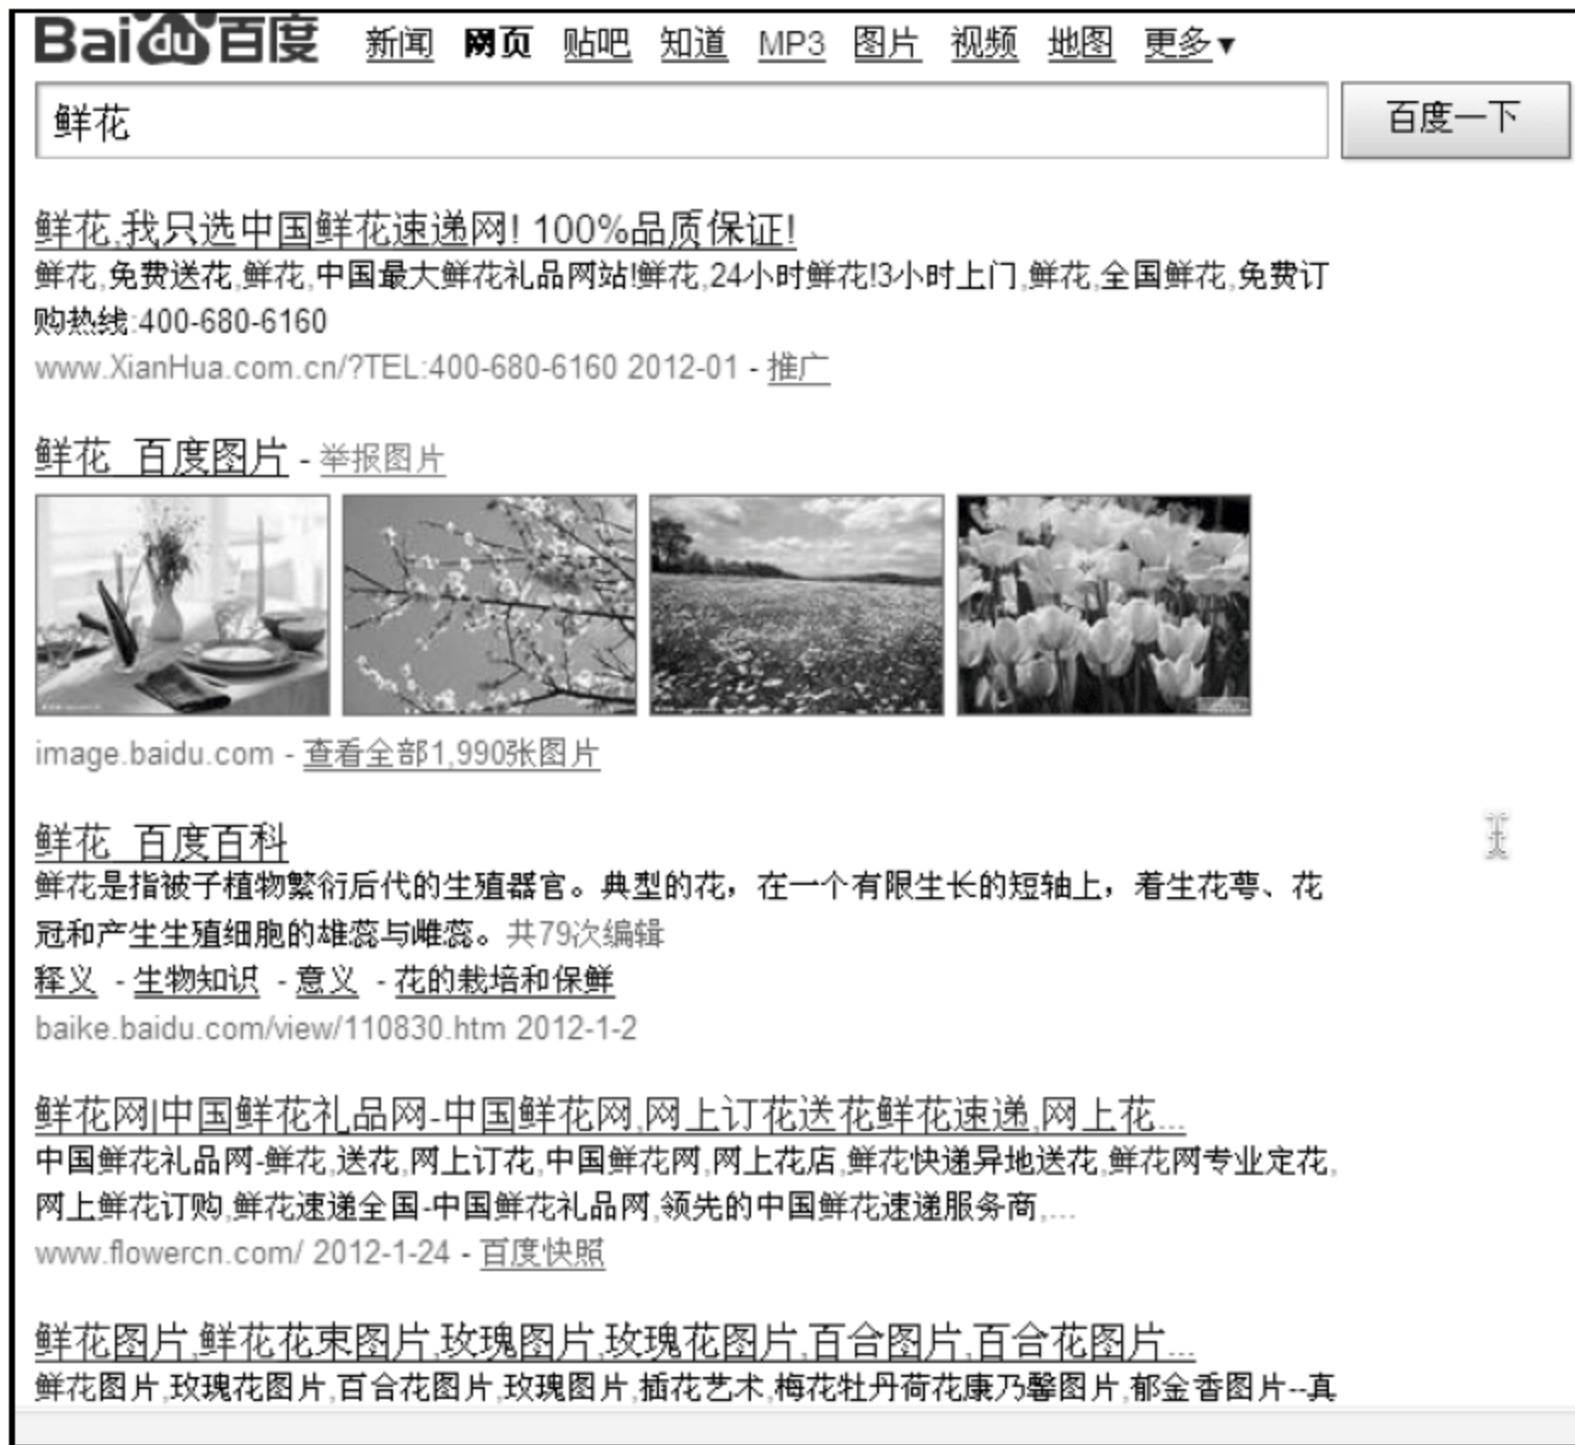 Bai du 百度 新闻 网页 贴吧 知道 MP3 图片 视频 地图 更多▼
鲜花 百度一下
鲜花,我只选中国鲜花速递网! 100%品质保证!
鲜花,免费送花,鲜花,中国最大鲜花礼品网站!鲜花,24小时鲜花!3小时上门,鲜花,全国鲜花,免费订
购热线:400-680-6160
www.XianHua.com.cn/?TEL:400-680-6160 2012-01 - 推广
鲜花_百度图片 - 举报图片
image.baidu.com - 查看全部1,990张图片
鲜花_百度百科
鲜花是指被子植物繁衍后代的生殖器官。典型的花，在一个有限生长的短轴上，着生花萼、花
冠和产生生殖细胞的雄蕊与雌蕊。共79次编辑
释义 - 生物知识 - 意义 - 花的栽培和保鲜
baike.baidu.com/view/110830.htm 2012-1-2
鲜花网|中国鲜花礼品网-中国鲜花网,网上订花送花鲜花速递,网上花...
中国鲜花礼品网-鲜花,送花,网上订花,中国鲜花网,网上花店,鲜花快递异地送花,鲜花网专业定花,
网上鲜花订购,鲜花速递全国-中国鲜花礼品网,领先的中国鲜花速递服务商,...
www.flowercn.com/ 2012-1-24 - 百度快照
鲜花图片,鲜花花束图片,玫瑰图片,玫瑰花图片,百合图片,百合花图片...
鲜花图片,玫瑰花图片,百合花图片,玫瑰图片,插花艺术,梅花牡丹荷花康乃馨图片,郁金香图片--真